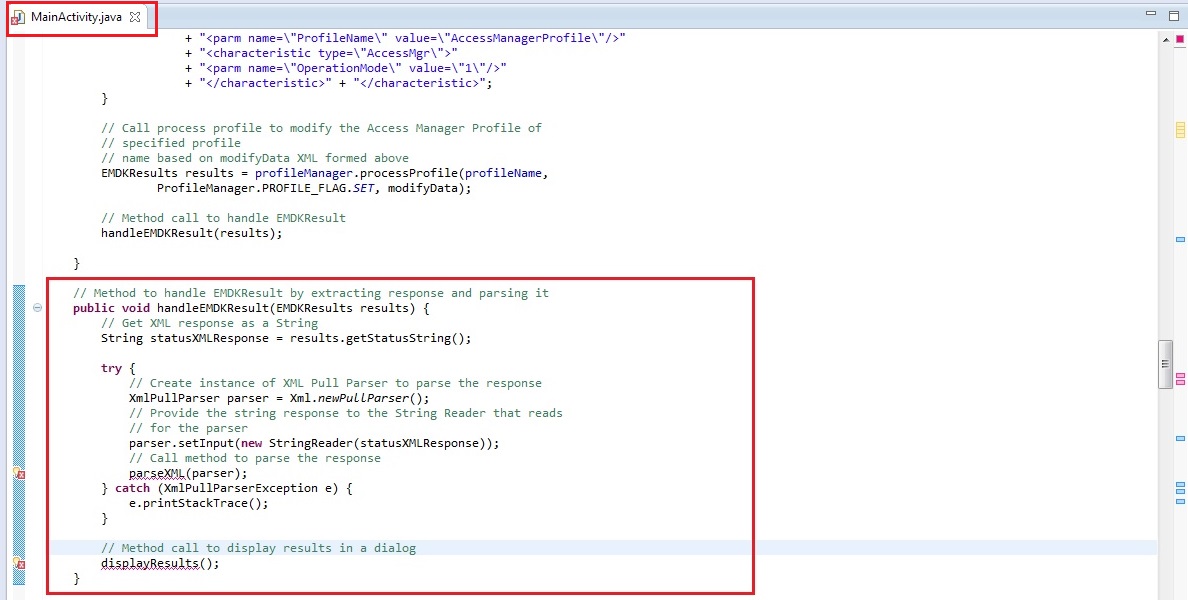 MainActivity.java
+ "<parm name=\"ProfileName\" value=\"AccessManagerProfile\"/>"
+ "<characteristic type=\"AccessMgr\">"
+ "<parm name=\"OperationMode\" value=\"1\"/>"
+ "</characteristic>" + "</characteristic>";
}
// Call process profile to modify the Access Manager Profile of
// specified profile
// name based on modifyData XML formed above
EMDKResults results = profileManager.processProfile(profileName,
ProfileManager.PROFILE_FLAG.SET, modifyData);
// Method call to handle EMDKResult
handleEMDKResult(results);
}
// Method to handle EMDKResult by extracting response and parsing it
public void handleEMDKResult(EMDKResults results) {
// Get XML response as a String
String statusXMLResponse = results.getStatusString();
try {
// Create instance of XML Pull Parser to parse the response
XmlPullParser parser = Xml.newPullParser();
// Provide the string response to the String Reader that reads
// for the parser
parser.setInput(new StringReader(statusXMLResponse));
// Call method to parse the response
parseXML(parser);
} catch (XmlPullParserException e) {
e.printStackTrace();
}
// Method call to display results in a dialog
displayResults();
}